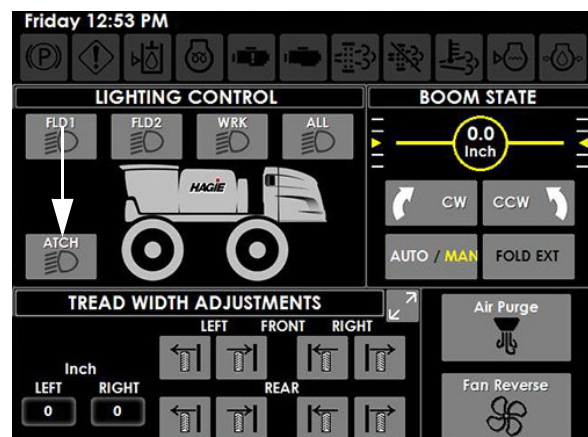 Friday 12:53 PM
(P)
LIGHTING CONTROL
FLD1 FLD2 WRK ALL
HAGIE
ATCH
BOOM STATE
0.0
Inch
CW CCW
AUTO / MAN FOLD EXT
TREAD WIDTH ADJUSTMENTS
LEFT FRONT RIGHT
Inch
LEFT RIGHT
REAR
0 0
Air Purge
Fan Reverse